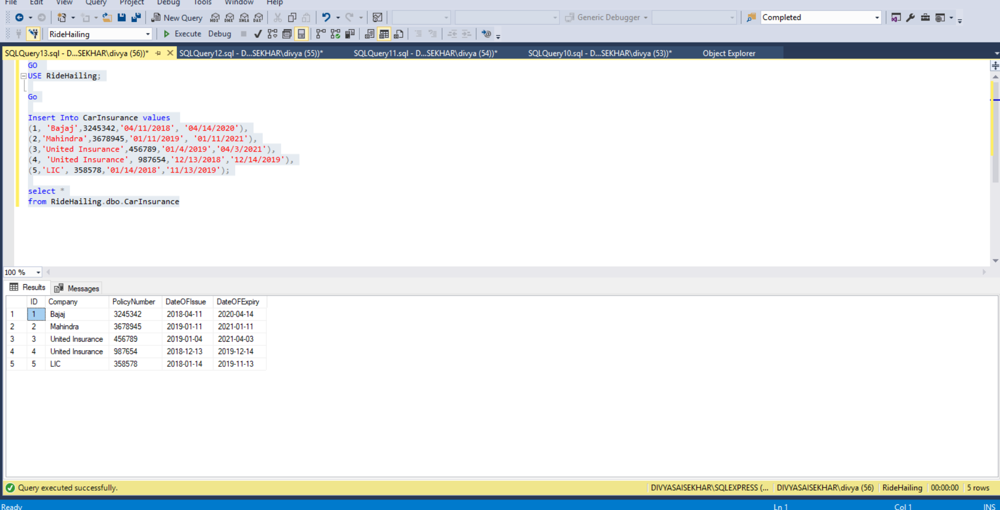 File Edit View Query Project Debug Tools Window Help
New Query MDX DMX XMLA DAX Generic Debugger Completed
RideHailing Execute Debug
SQLQuery13.sql - D...SEKHAR\divya (56))* SQLQuery12.sql - D...SEKHAR\divya (55))* SQLQuery11.sql - D...SEKHAR\divya (54))* SQLQuery10.sql - D...SEKHAR\divya (53))* Object Explorer
GO
USE RideHailing;
Go
Insert Into CarInsurance values
(1, 'Bajaj',3245342,'04/11/2018', '04/14/2020'),
(2,'Mahindra',3678945,'01/11/2019', '01/11/2021'),
(3,'United Insurance',456789,'01/4/2019','04/3/2021'),
(4, 'United Insurance', 987654,'12/13/2018','12/14/2019'),
(5,'LIC', 358578,'01/14/2018','11/13/2019');
select *
from RideHailing.dbo.CarInsurance
100 %
Results Messages
ID Company PolicyNumber DateOFIssue DateOFExpiry
1 1 Bajaj 3245342 2018-04-11 2020-04-14
2 2 Mahindra 3678945 2019-01-11 2021-01-11
3 3 United Insurance 456789 2019-01-04 2021-04-03
4 4 United Insurance 987654 2018-12-13 2019-12-14
5 5 LIC 358578 2018-01-14 2019-11-13
Query executed successfully. DIVYASAISEKHAR\SQLEXPRESS (... DIVYASAISEKHAR\divya (56) RideHailing 00:00:00 5 rows
Ready Ln 1 Col 1 INS